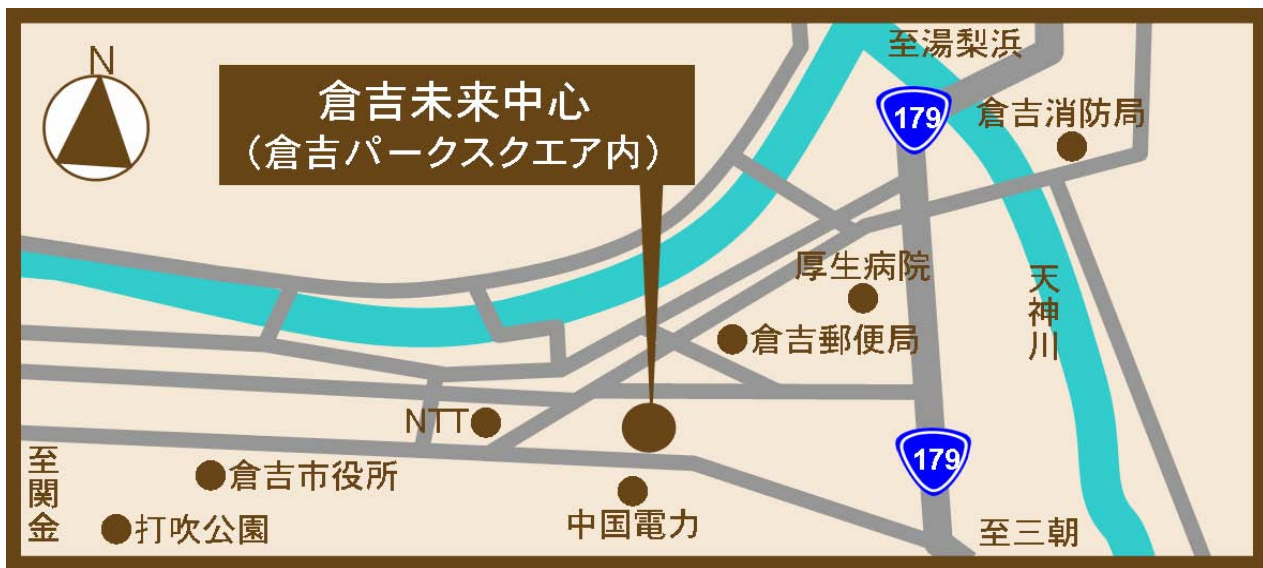 N
倉吉未来中心
（倉吉パークスクエア内）
至湯梨浜
179
倉吉消防局
厚生病院
天神川
倉吉郵便局
NTT
179
至関金
倉吉市役所
中国電力
打吹公園
至三朝